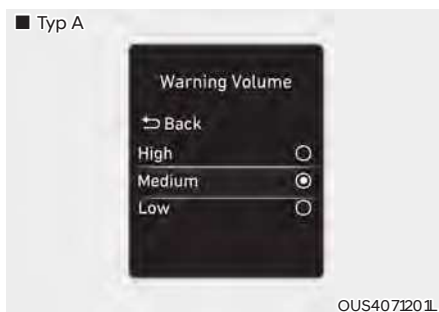 ■ Typ A
Warning Volume
⮌ Back
High
Medium
Low
OUS4071201L